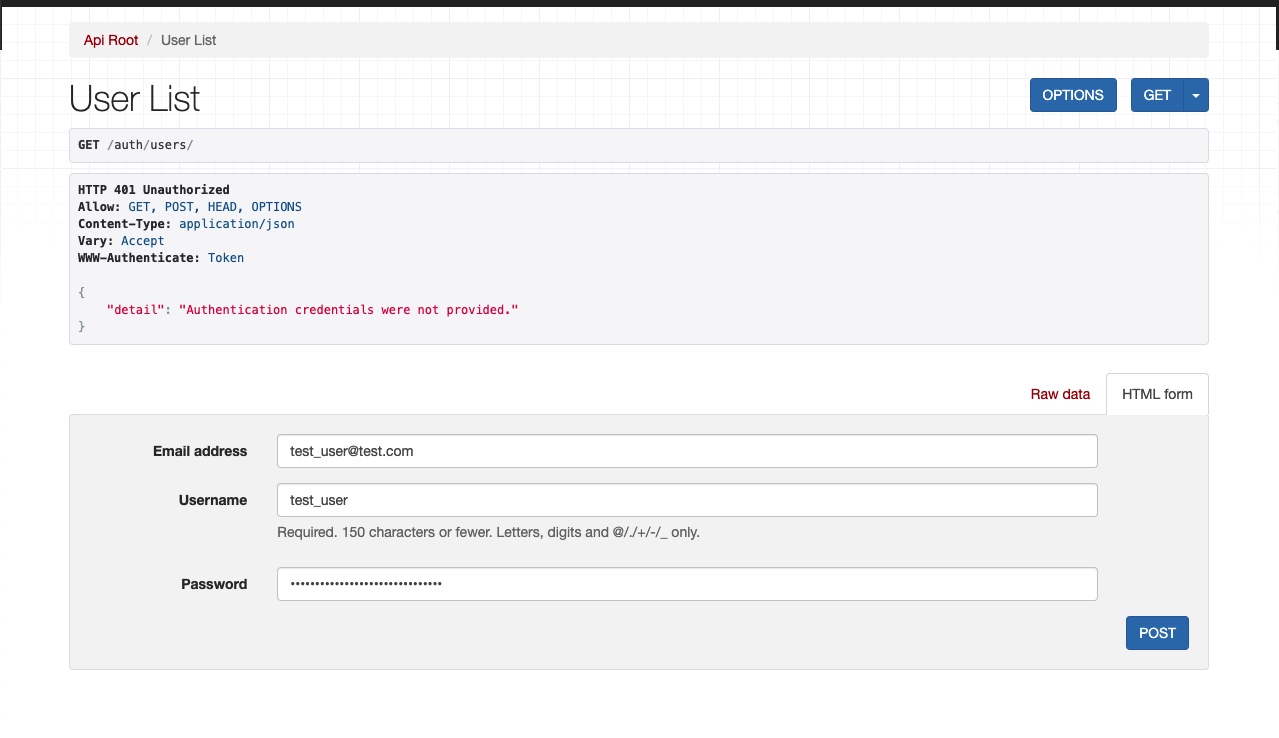 Api Root / User List
User List
OPTIONS GET
GET /auth/users/
HTTP 401 Unauthorized
Allow: GET, POST, HEAD, OPTIONS
Content-Type: application/json
Vary: Accept
WWW-Authenticate: Token
{
"detail": "Authentication credentials were not provided."
}
Raw data HTML form
Email address test_user@test.com
Username test_user
Required. 150 characters or fewer. Letters, digits and @/./+/-/_ only.
Password •••••••••••••••••••••••••••••••
POST